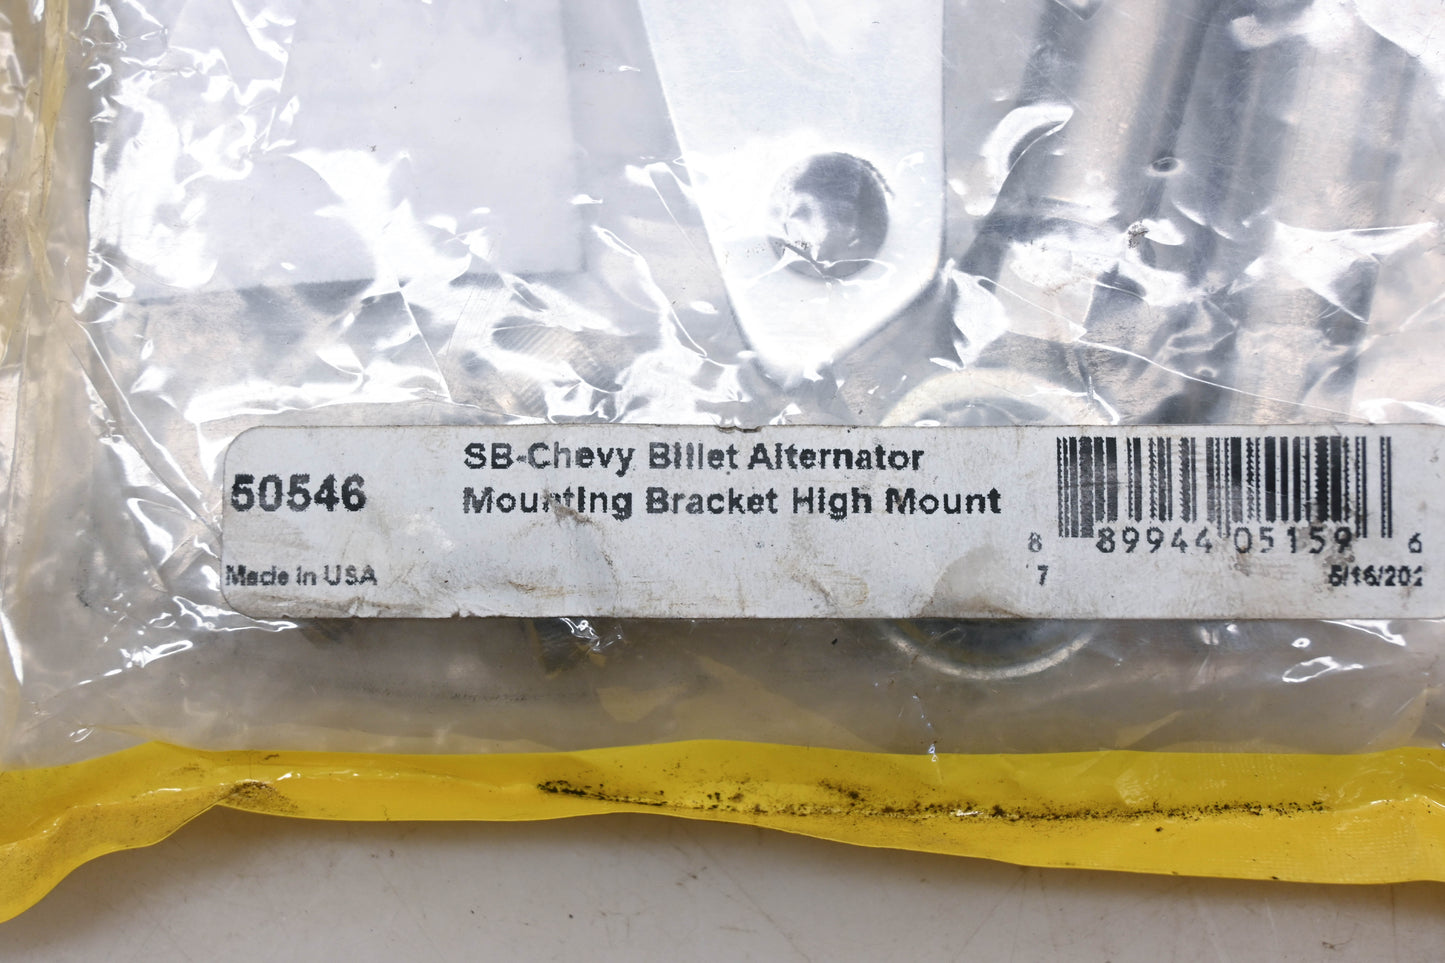 50546
SB-Chevy Billet Alternator
Mounting Bracket High Mount
Made in USA
8 89944 05159 6
7